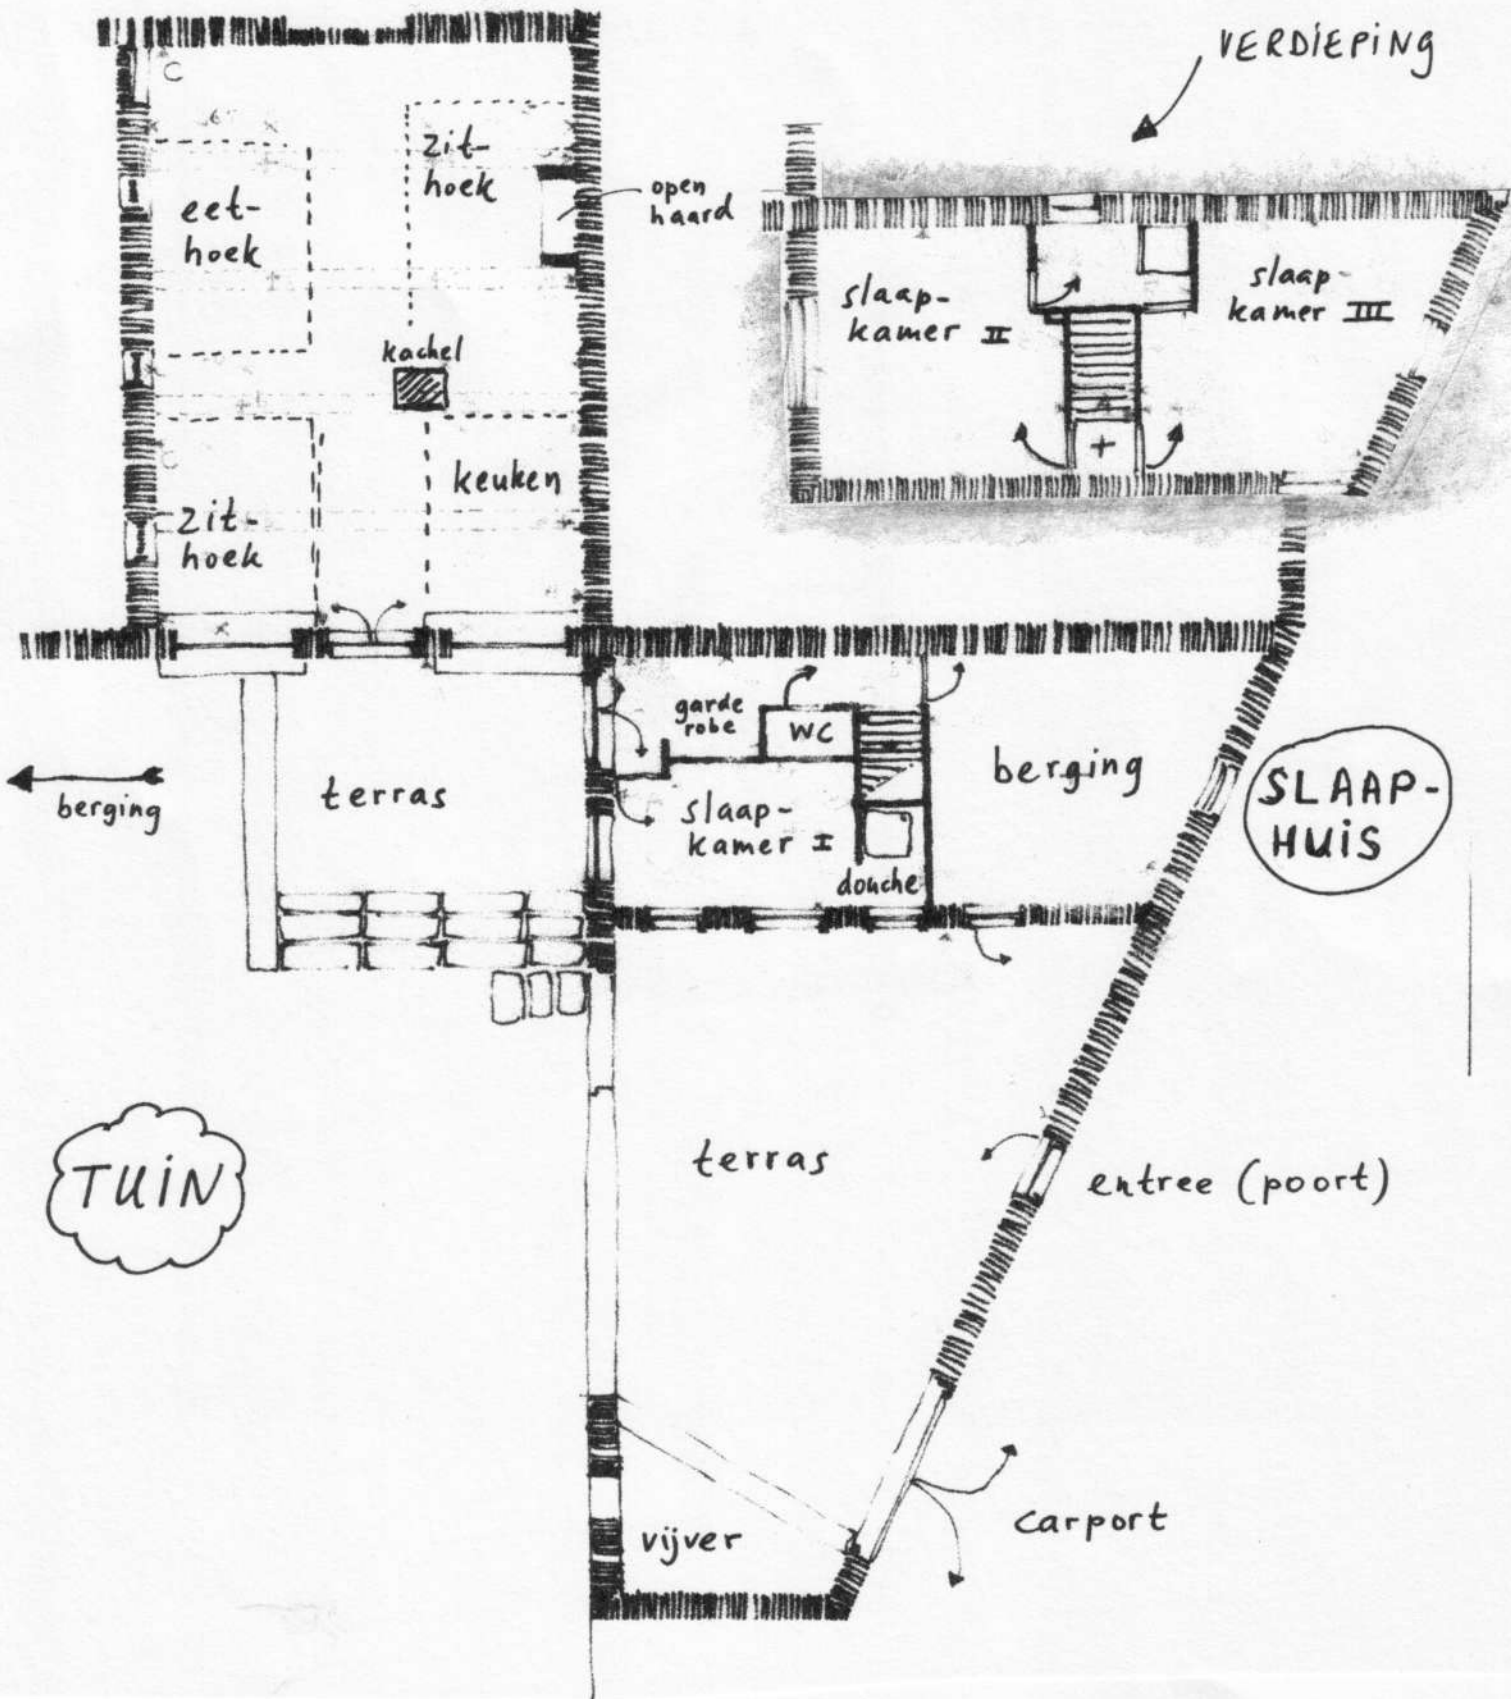 VERDIEPING
zit-
hoek
eet-
hoek
open
haard
slaap-
kamer II
slaap-
kamer III
kachel
keuken
zit-
hoek
garde
robe
WC
berging
terras
berging
slaap-
kamer I
douche
SLAAP-
HUIS
TUIN
terras
entree (poort)
carport
vijver